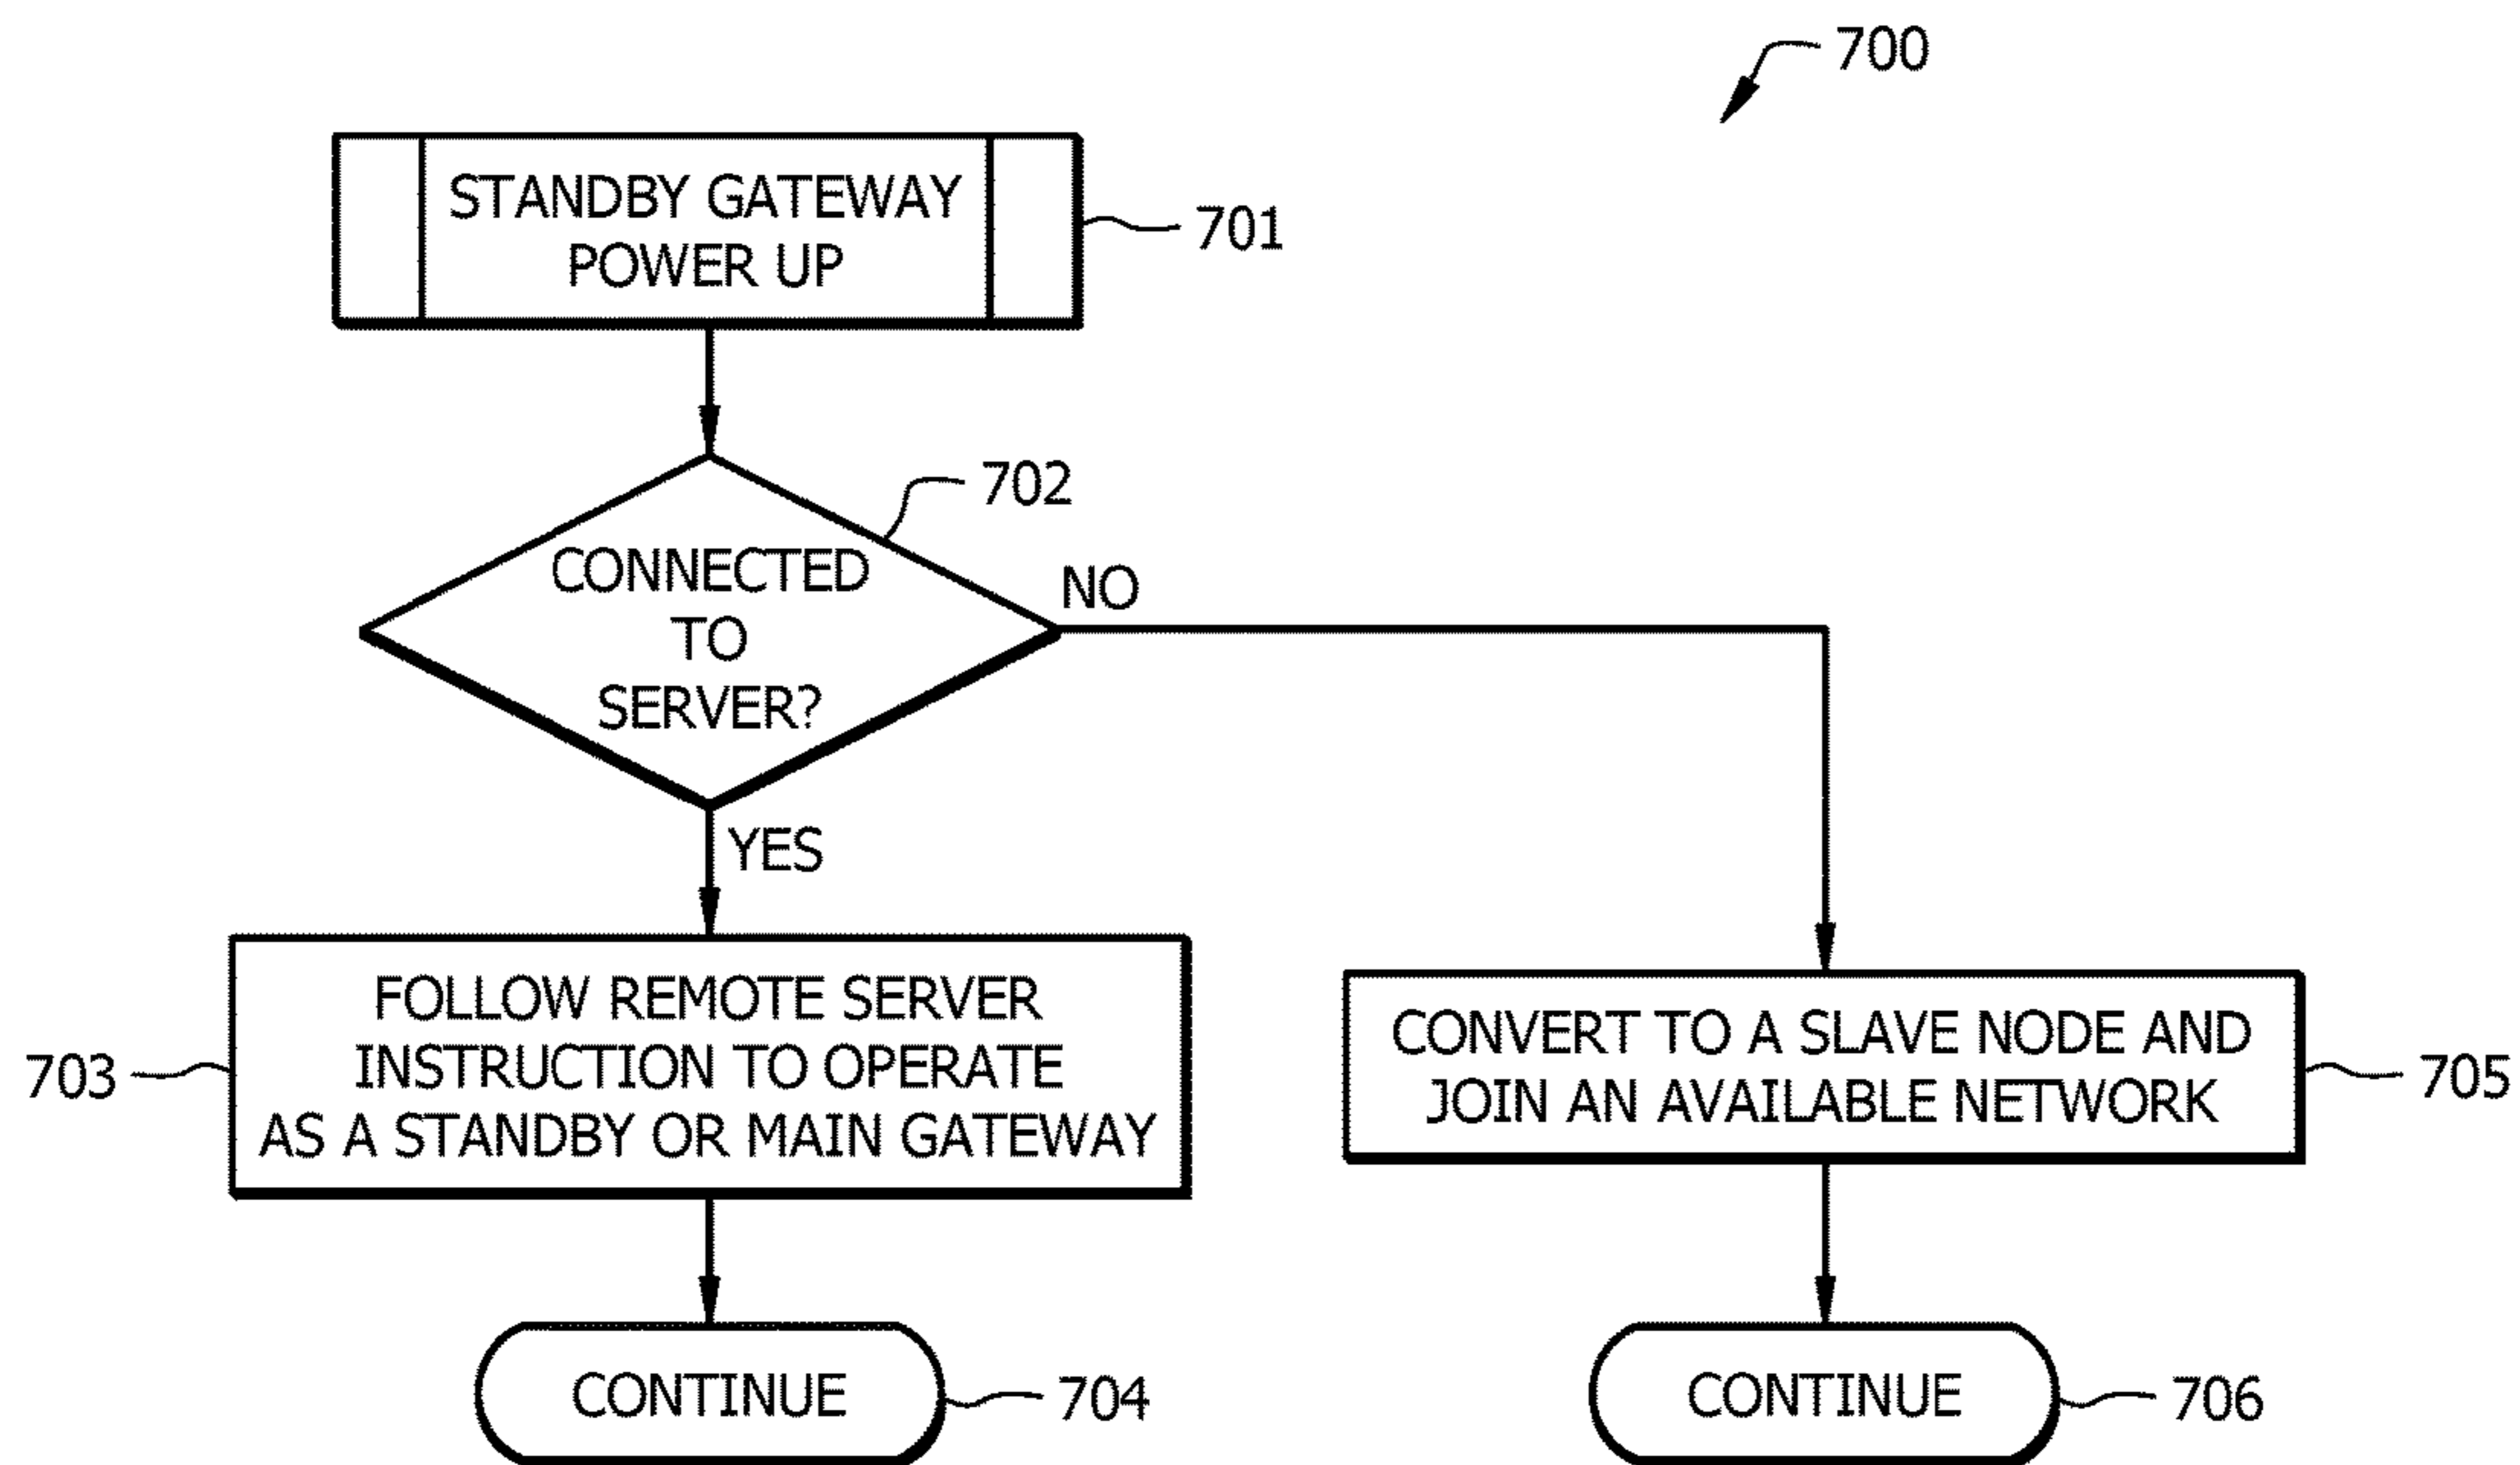 700
STANDBY GATEWAY
POWER UP
701
702
CONNECTED
TO
SERVER?
NO
YES
FOLLOW REMOTE SERVER
INSTRUCTION TO OPERATE
AS A STANDBY OR MAIN GATEWAY
703
CONVERT TO A SLAVE NODE AND
JOIN AN AVAILABLE NETWORK
705
CONTINUE
704
CONTINUE
706